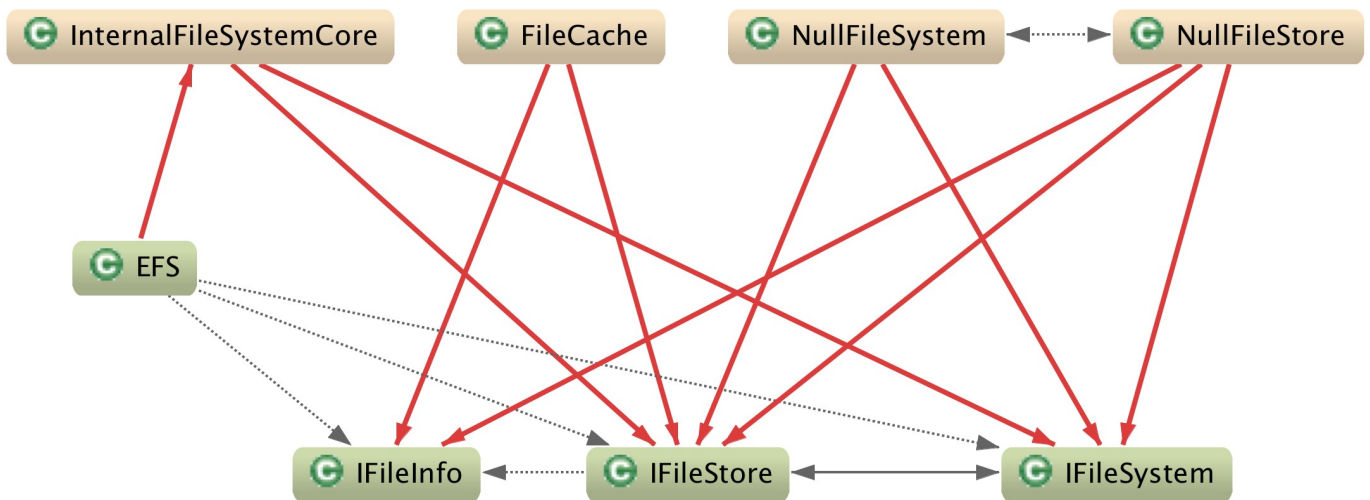 C InternalFileSystemCore
C FileCache
C NullFileSystem
C NullFileStore
C EFS
C IFileInfo
C IFileStore
C IFileSystem